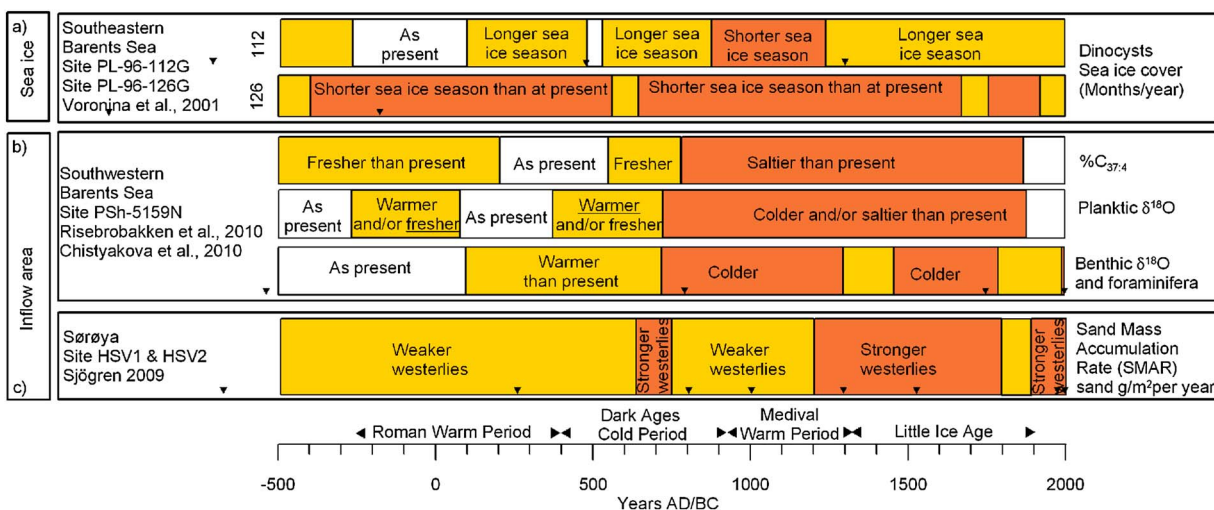 a)
Sea ice
Southeastern
Barents Sea
Site PL-96-112G
Site PL-96-126G
Voronina et al., 2001
112
126
As
present
Longer sea
ice season
Longer sea
ice season
Shorter sea
ice season
Longer sea
ice season
Shorter sea ice season than at present
Shorter sea ice season than at present
Dinocysts
Sea ice cover
(Months/year)
b)
Inflow area
Southwestern
Barents Sea
Site PSh-5159N
Risebrobakken et al., 2010
Chistyakova et al., 2010
Fresher than present
As present
Fresher
Saltier than present
%C37:4
As
present
Warmer
and/or fresher
As present
Warmer
and/or fresher
Colder and/or saltier than present
Planktic δ18O
As present
Warmer
than present
Colder
Colder
Benthic δ18O
and foraminifera
c)
Sørøya
Site HSV1 & HSV2
Sjögren 2009
Weaker
westerlies
Stronger
westerlies
Weaker
westerlies
Stronger
westerlies
Stronger
westerlies
Sand Mass
Accumulation
Rate (SMAR)
sand g/m²per year
Roman Warm Period
Dark Ages
Cold Period
Medival
Warm Period
Little Ice Age
-500 0 500 1000 1500 2000
Years AD/BC